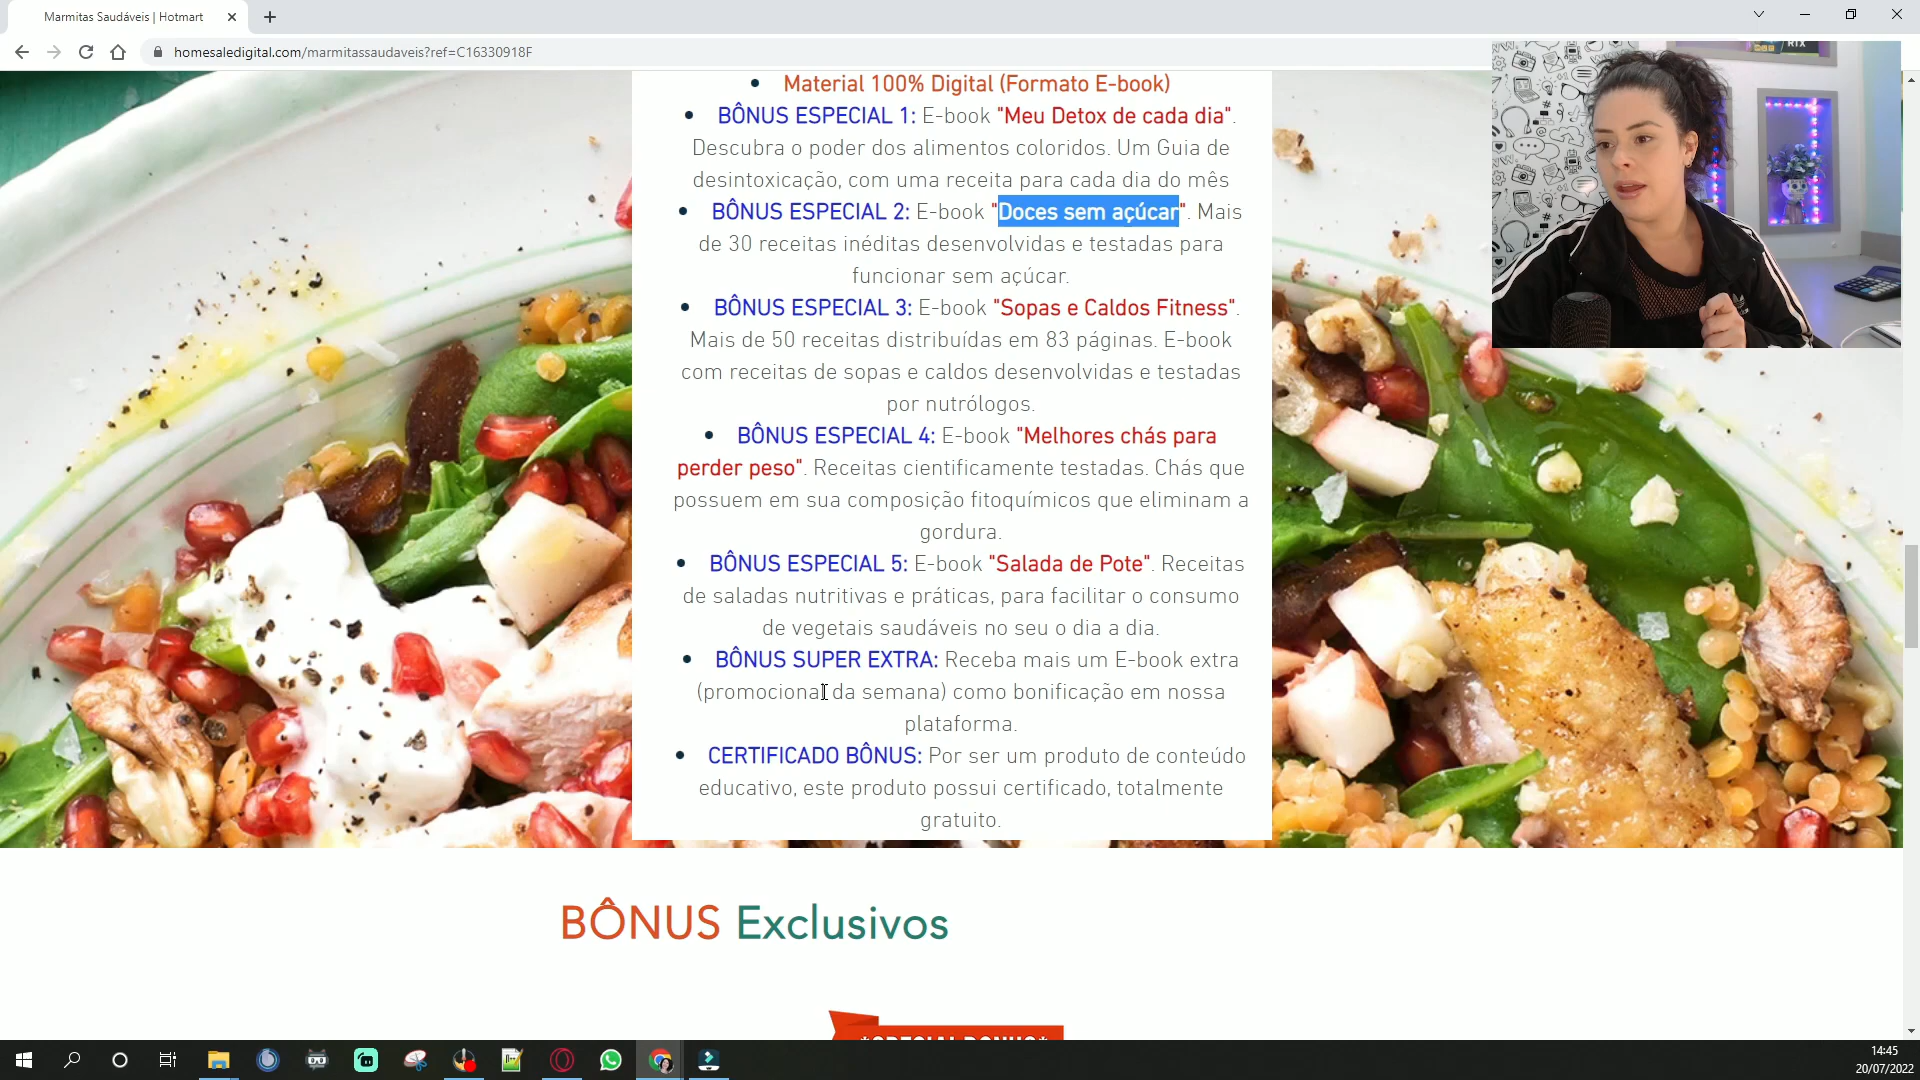 Marmitas Saudáveis | Hotmart
homesaledigital.com/marmitassaudaveis?ref=C16330918F
RTX
Material 100% Digital (Formato E-book)
BÔNUS ESPECIAL 1: E-book "Meu Detox de cada dia".
Descubra o poder dos alimentos coloridos. Um Guia de
desintoxicação, com uma receita para cada dia do mês
BÔNUS ESPECIAL 2: E-book "Doces sem açúcar". Mais
de 30 receitas inéditas desenvolvidas e testadas para
funcionar sem açúcar.
BÔNUS ESPECIAL 3: E-book "Sopas e Caldos Fitness".
Mais de 50 receitas distribuídas em 83 páginas. E-book
com receitas de sopas e caldos desenvolvidas e testadas
por nutrólogos.
BÔNUS ESPECIAL 4: E-book "Melhores chás para
perder peso". Receitas cientificamente testadas. Chás que
possuem em sua composição fitoquímicos que eliminam a
gordura.
BÔNUS ESPECIAL 5: E-book "Salada de Pote". Receitas
de saladas nutritivas e práticas, para facilitar o consumo
de vegetais saudáveis no seu o dia a dia.
BÔNUS SUPER EXTRA: Receba mais um E-book extra
(promocional da semana) como bonificação em nossa
plataforma.
CERTIFICADO BÔNUS: Por ser um produto de conteúdo
educativo, este produto possui certificado, totalmente
gratuito.
BÔNUS Exclusivos
*SPECIAL BONUS*
14:45
20/07/2022